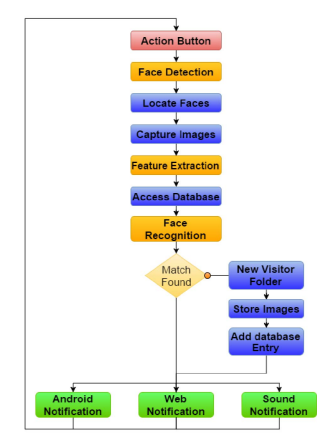 Action Button
Face Detection
Locate Faces
Capture Images
Feature Extraction
Access Database
Face
Recognition
Match
Found
New Visitor
Folder
Store Images
Add database
Entry
Android
Notification
Web
Notification
Sound
Notification